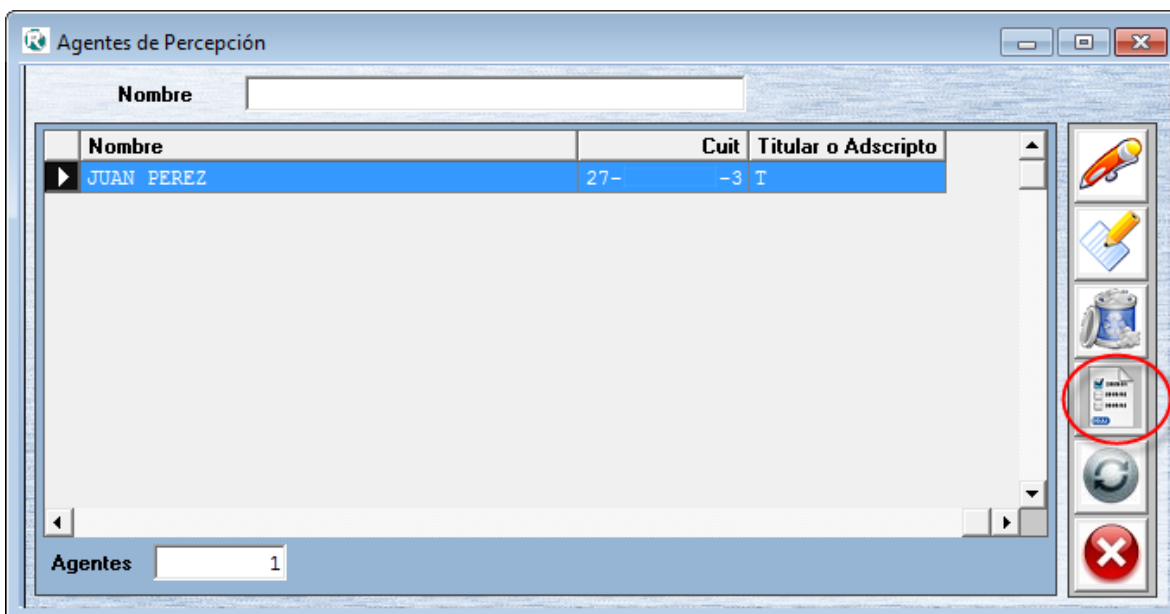 Agentes de Percepción
Nombre
Nombre Cuit Titular o Adscripto
JUAN PEREZ 27- -3 T
Agentes 1